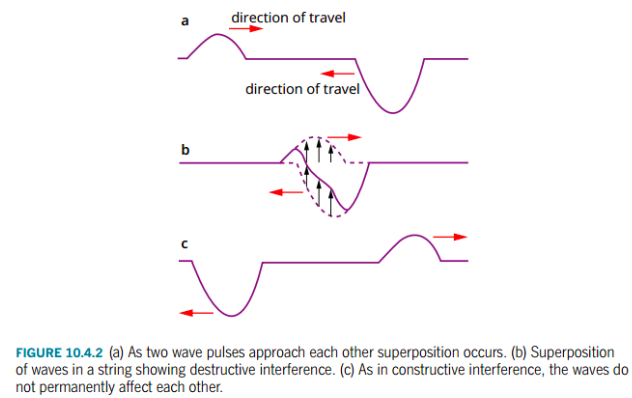 a
direction of travel
direction of travel
b
c
FIGURE 10.4.2 (a) As two wave pulses approach each other superposition occurs. (b) Superposition
of waves in a string showing destructive interference. (c) As in constructive interference, the waves do
not permanently affect each other.